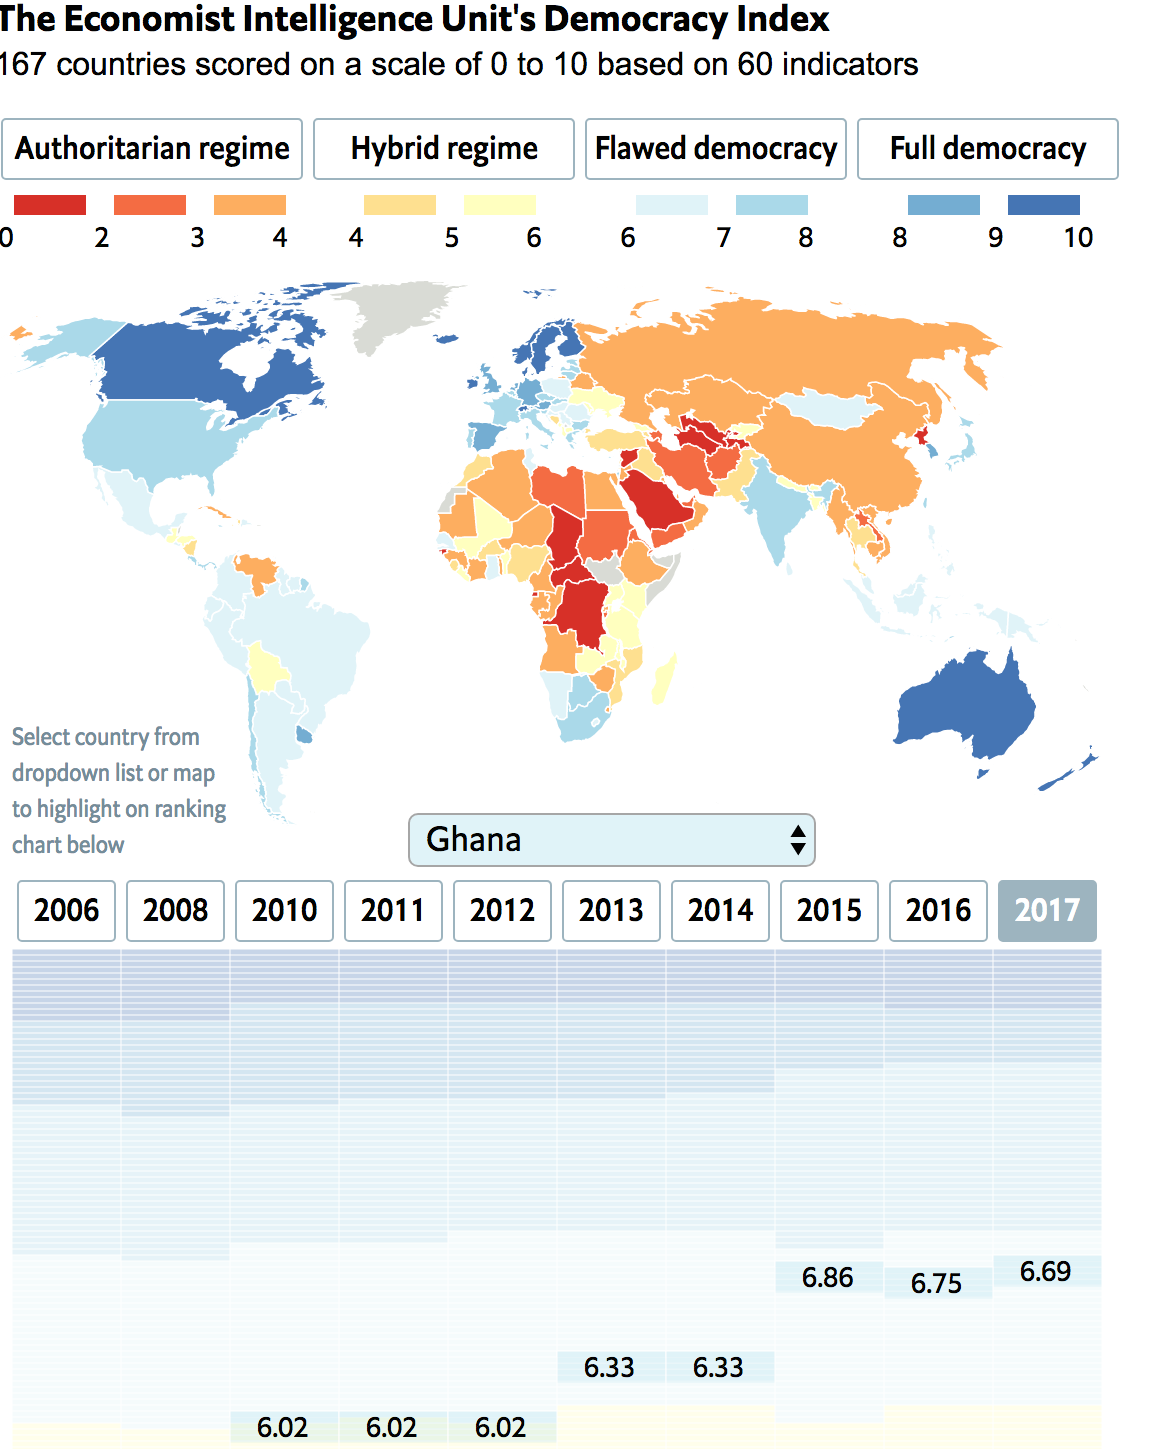 The Economist Intelligence Unit's Democracy Index
167 countries scored on a scale of 0 to 10 based on 60 indicators
Authoritarian regime Hybrid regime Flawed democracy Full democracy
0 2 3 4 4 5 6 6 7 8 8 9 10
Select country from
dropdown list or map
to highlight on ranking
chart below
Ghana
2006 2008 2010 2011 2012 2013 2014 2015 2016 2017
6.86 6.75 6.69
6.33 6.33
6.02 6.02 6.02